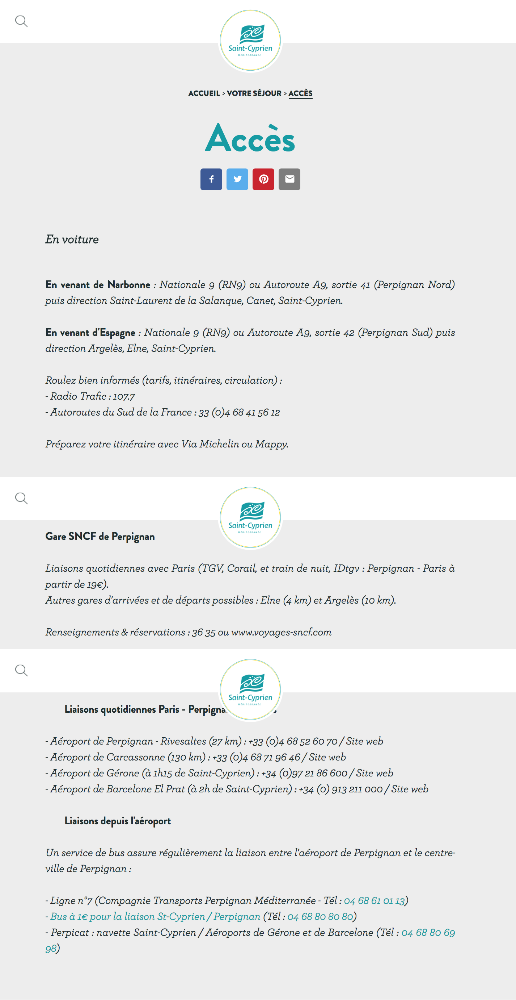 Saint-Cyprien
MÉDITERRANÉE
ACCUEIL > VOTRE SÉJOUR > ACCÈS
Accès
En voiture
En venant de Narbonne : Nationale 9 (RN9) ou Autoroute A9, sortie 41 (Perpignan Nord)
puis direction Saint-Laurent de la Salanque, Canet, Saint-Cyprien.
En venant d'Espagne : Nationale 9 (RN9) ou Autoroute A9, sortie 42 (Perpignan Sud) puis
direction Argelès, Elne, Saint-Cyprien.
Roulez bien informés (tarifs, itinéraires, circulation) :
- Radio Trafic : 107.7
- Autoroutes du Sud de la France : 33 (0)4 68 41 56 12
Préparez votre itinéraire avec Via Michelin ou Mappy.
Saint-Cyprien
MÉDITERRANÉE
Gare SNCF de Perpignan
Liaisons quotidiennes avec Paris (TGV, Corail, et train de nuit, IDtgv : Perpignan - Paris à
partir de 19€).
Autres gares d'arrivées et de départs possibles : Elne (4 km) et Argelès (10 km).
Renseignements & réservations : 36 35 ou www.voyages-sncf.com
Saint-Cyprien
MÉDITERRANÉE
Liaisons quotidiennes Paris - Perpigna
- Aéroport de Perpignan - Rivesaltes (27 km) : +33 (0)4 68 52 60 70 / Site web
- Aéroport de Carcassonne (130 km) : +33 (0)4 68 71 96 46 / Site web
- Aéroport de Gérone (à 1h15 de Saint-Cyprien) : +34 (0)97 21 86 600 / Site web
- Aéroport de Barcelone El Prat (à 2h de Saint-Cyprien) : +34 (0) 913 211 000 / Site web
Liaisons depuis l'aéroport
Un service de bus assure régulièrement la liaison entre l'aéroport de Perpignan et le centre-
ville de Perpignan :
- Ligne n°7 (Compagnie Transports Perpignan Méditerranée - Tél : 04 68 61 01 13)
- Bus à 1€ pour la liaison St-Cyprien / Perpignan (Tél : 04 68 80 80 80)
- Perpicat : navette Saint-Cyprien / Aéroports de Gérone et de Barcelone (Tél : 04 68 80 69
98)